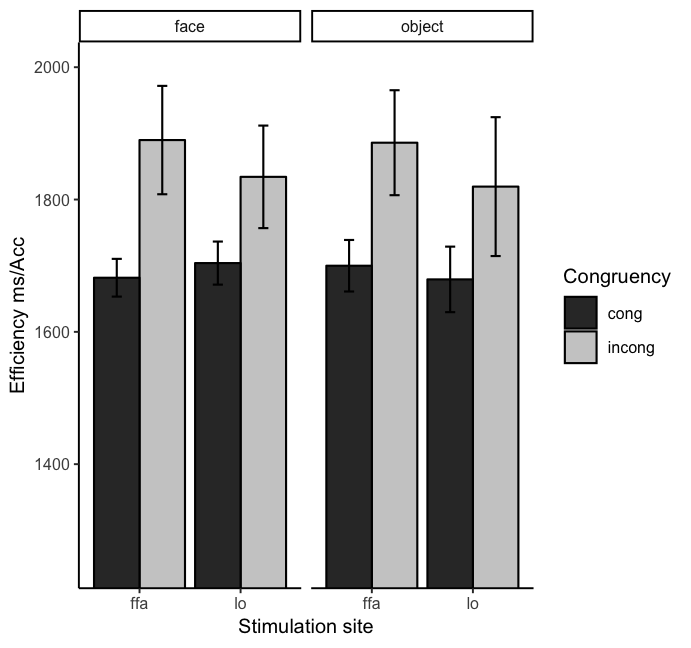 face
object
2000
1800
1600
1400
Efficiency ms/Acc
ffa
lo
ffa
lo
Stimulation site
Congruency
cong
incong